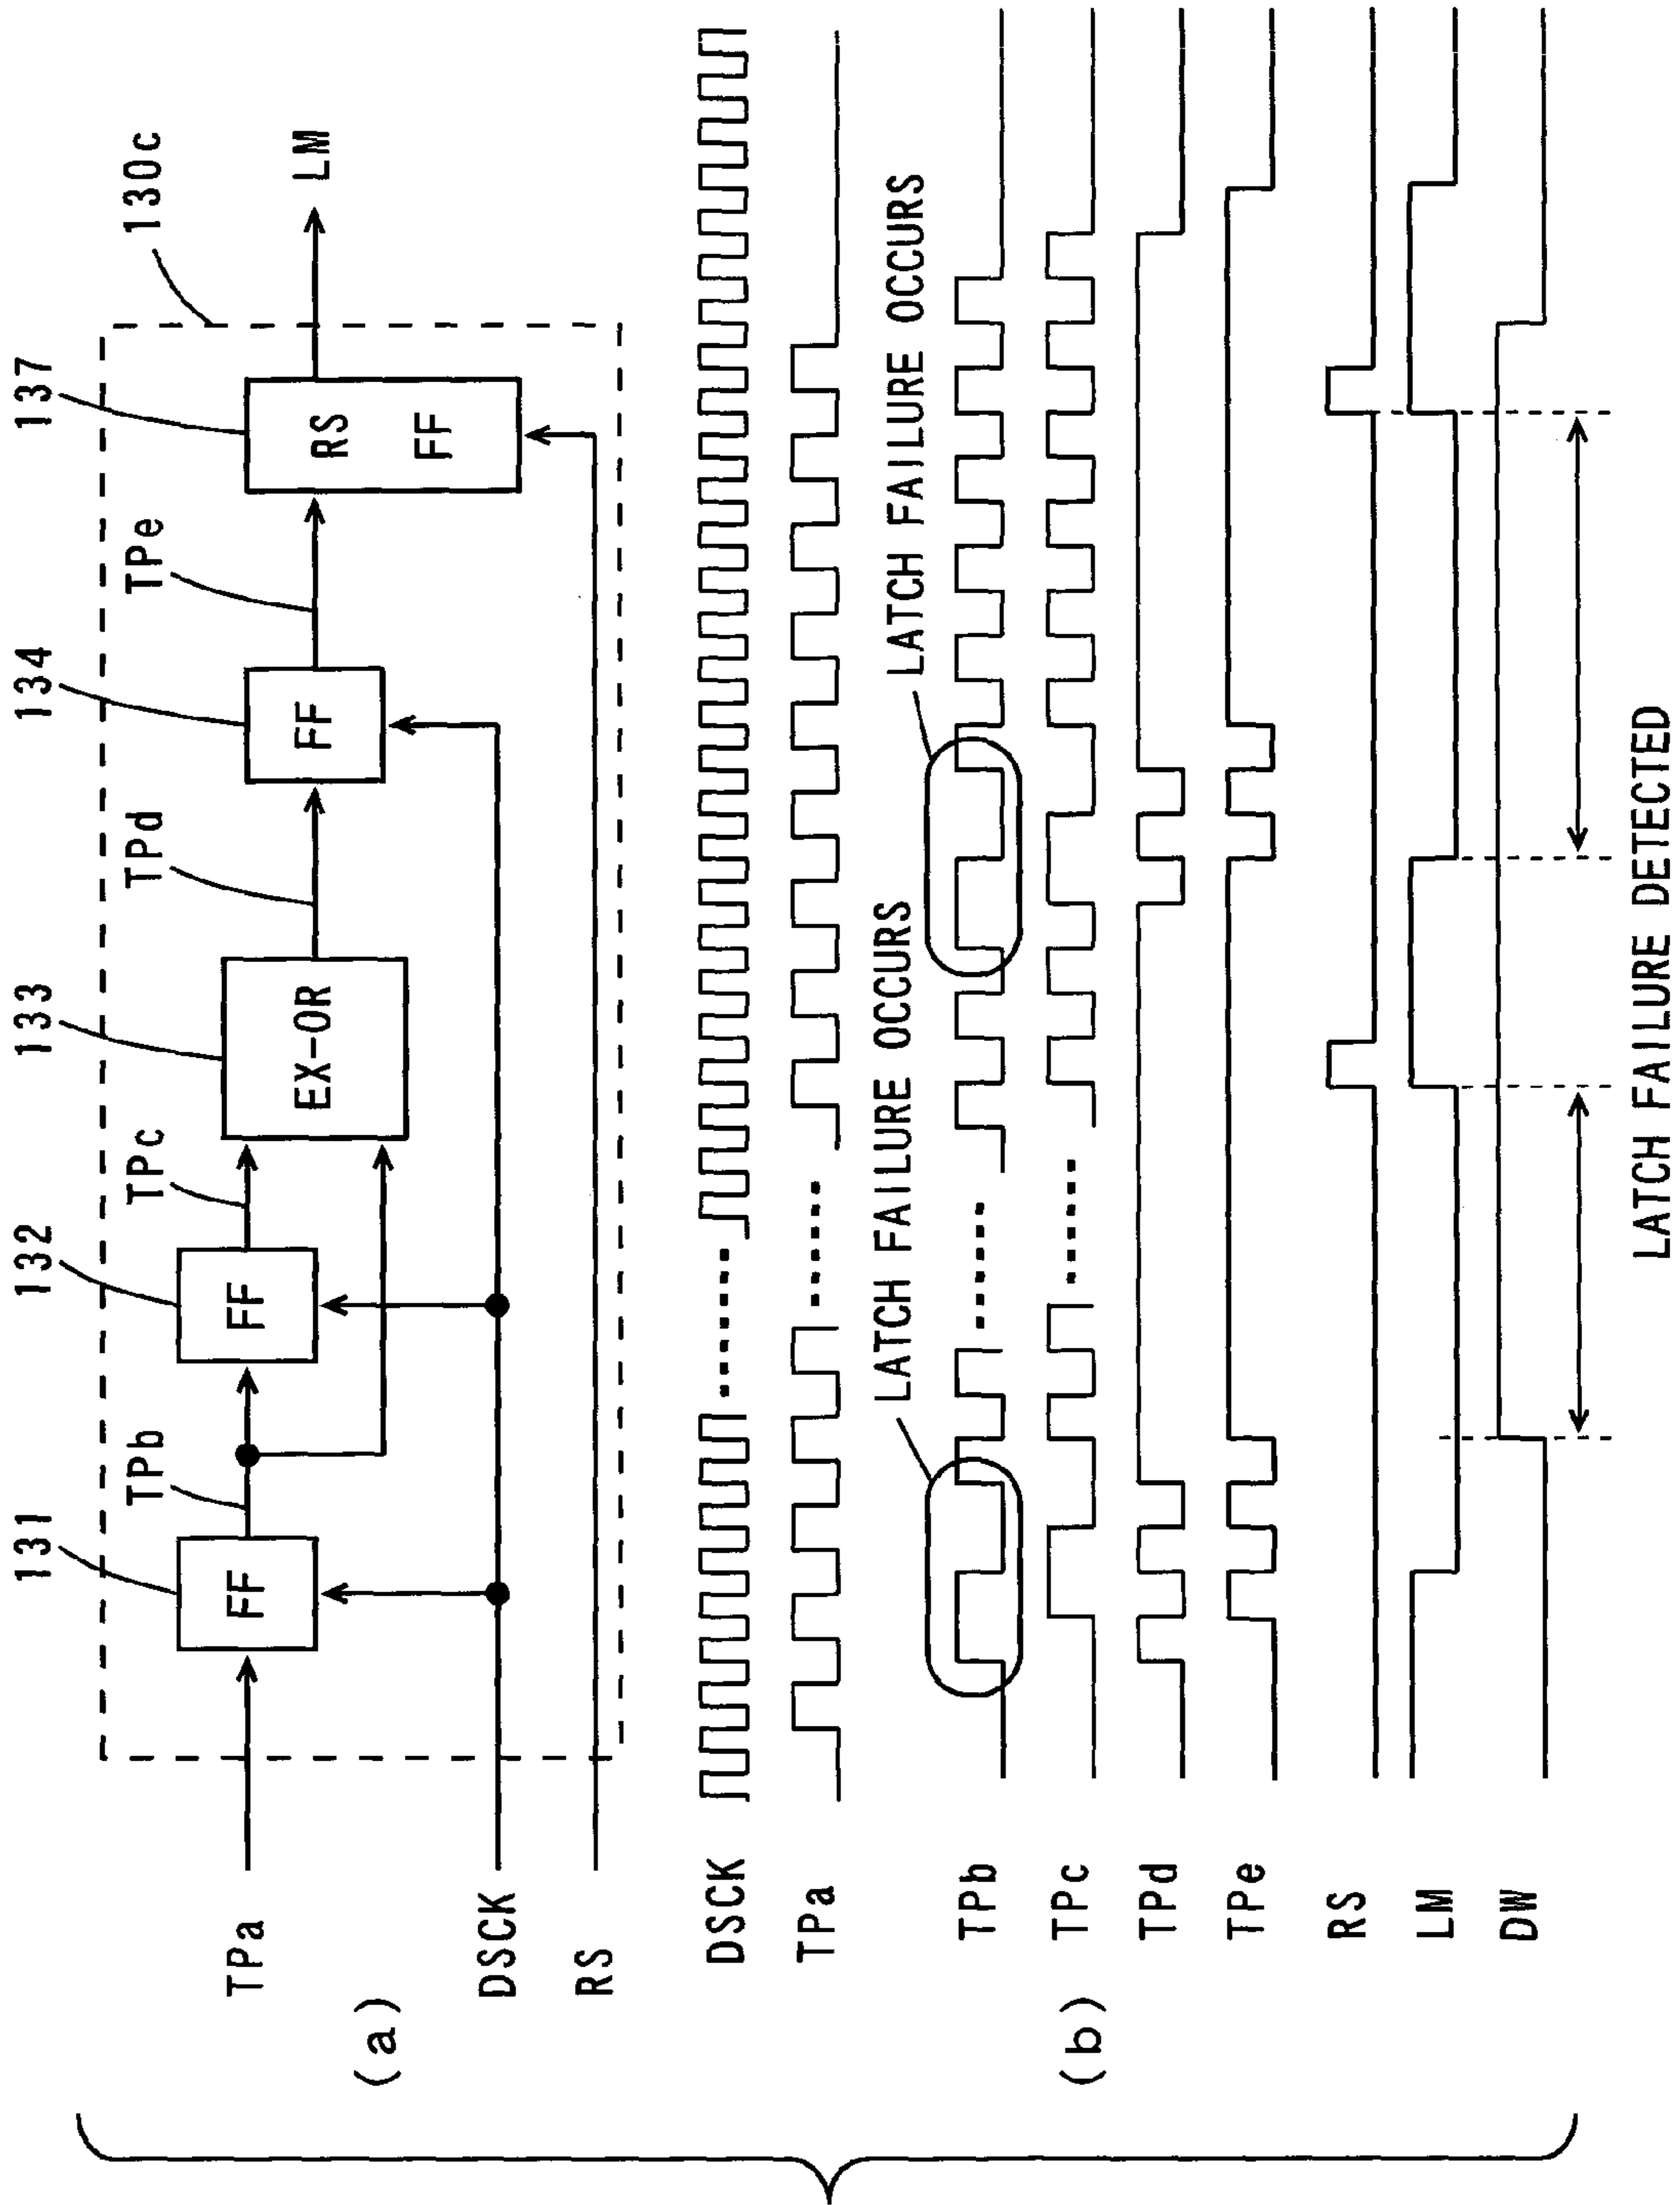 (a)
131
132
133
134
137
130c
TPb
TPc
TPd
TPe
FF
FF
EX-OR
FF
RS
FF
LM
TPa
DSCK
RS
(b)
DSCK
TPa
LATCH FAILURE OCCURS
LATCH FAILURE OCCURS
TPb
TPc
TPd
TPe
RS
LM
DW
LATCH FAILURE DETECTED